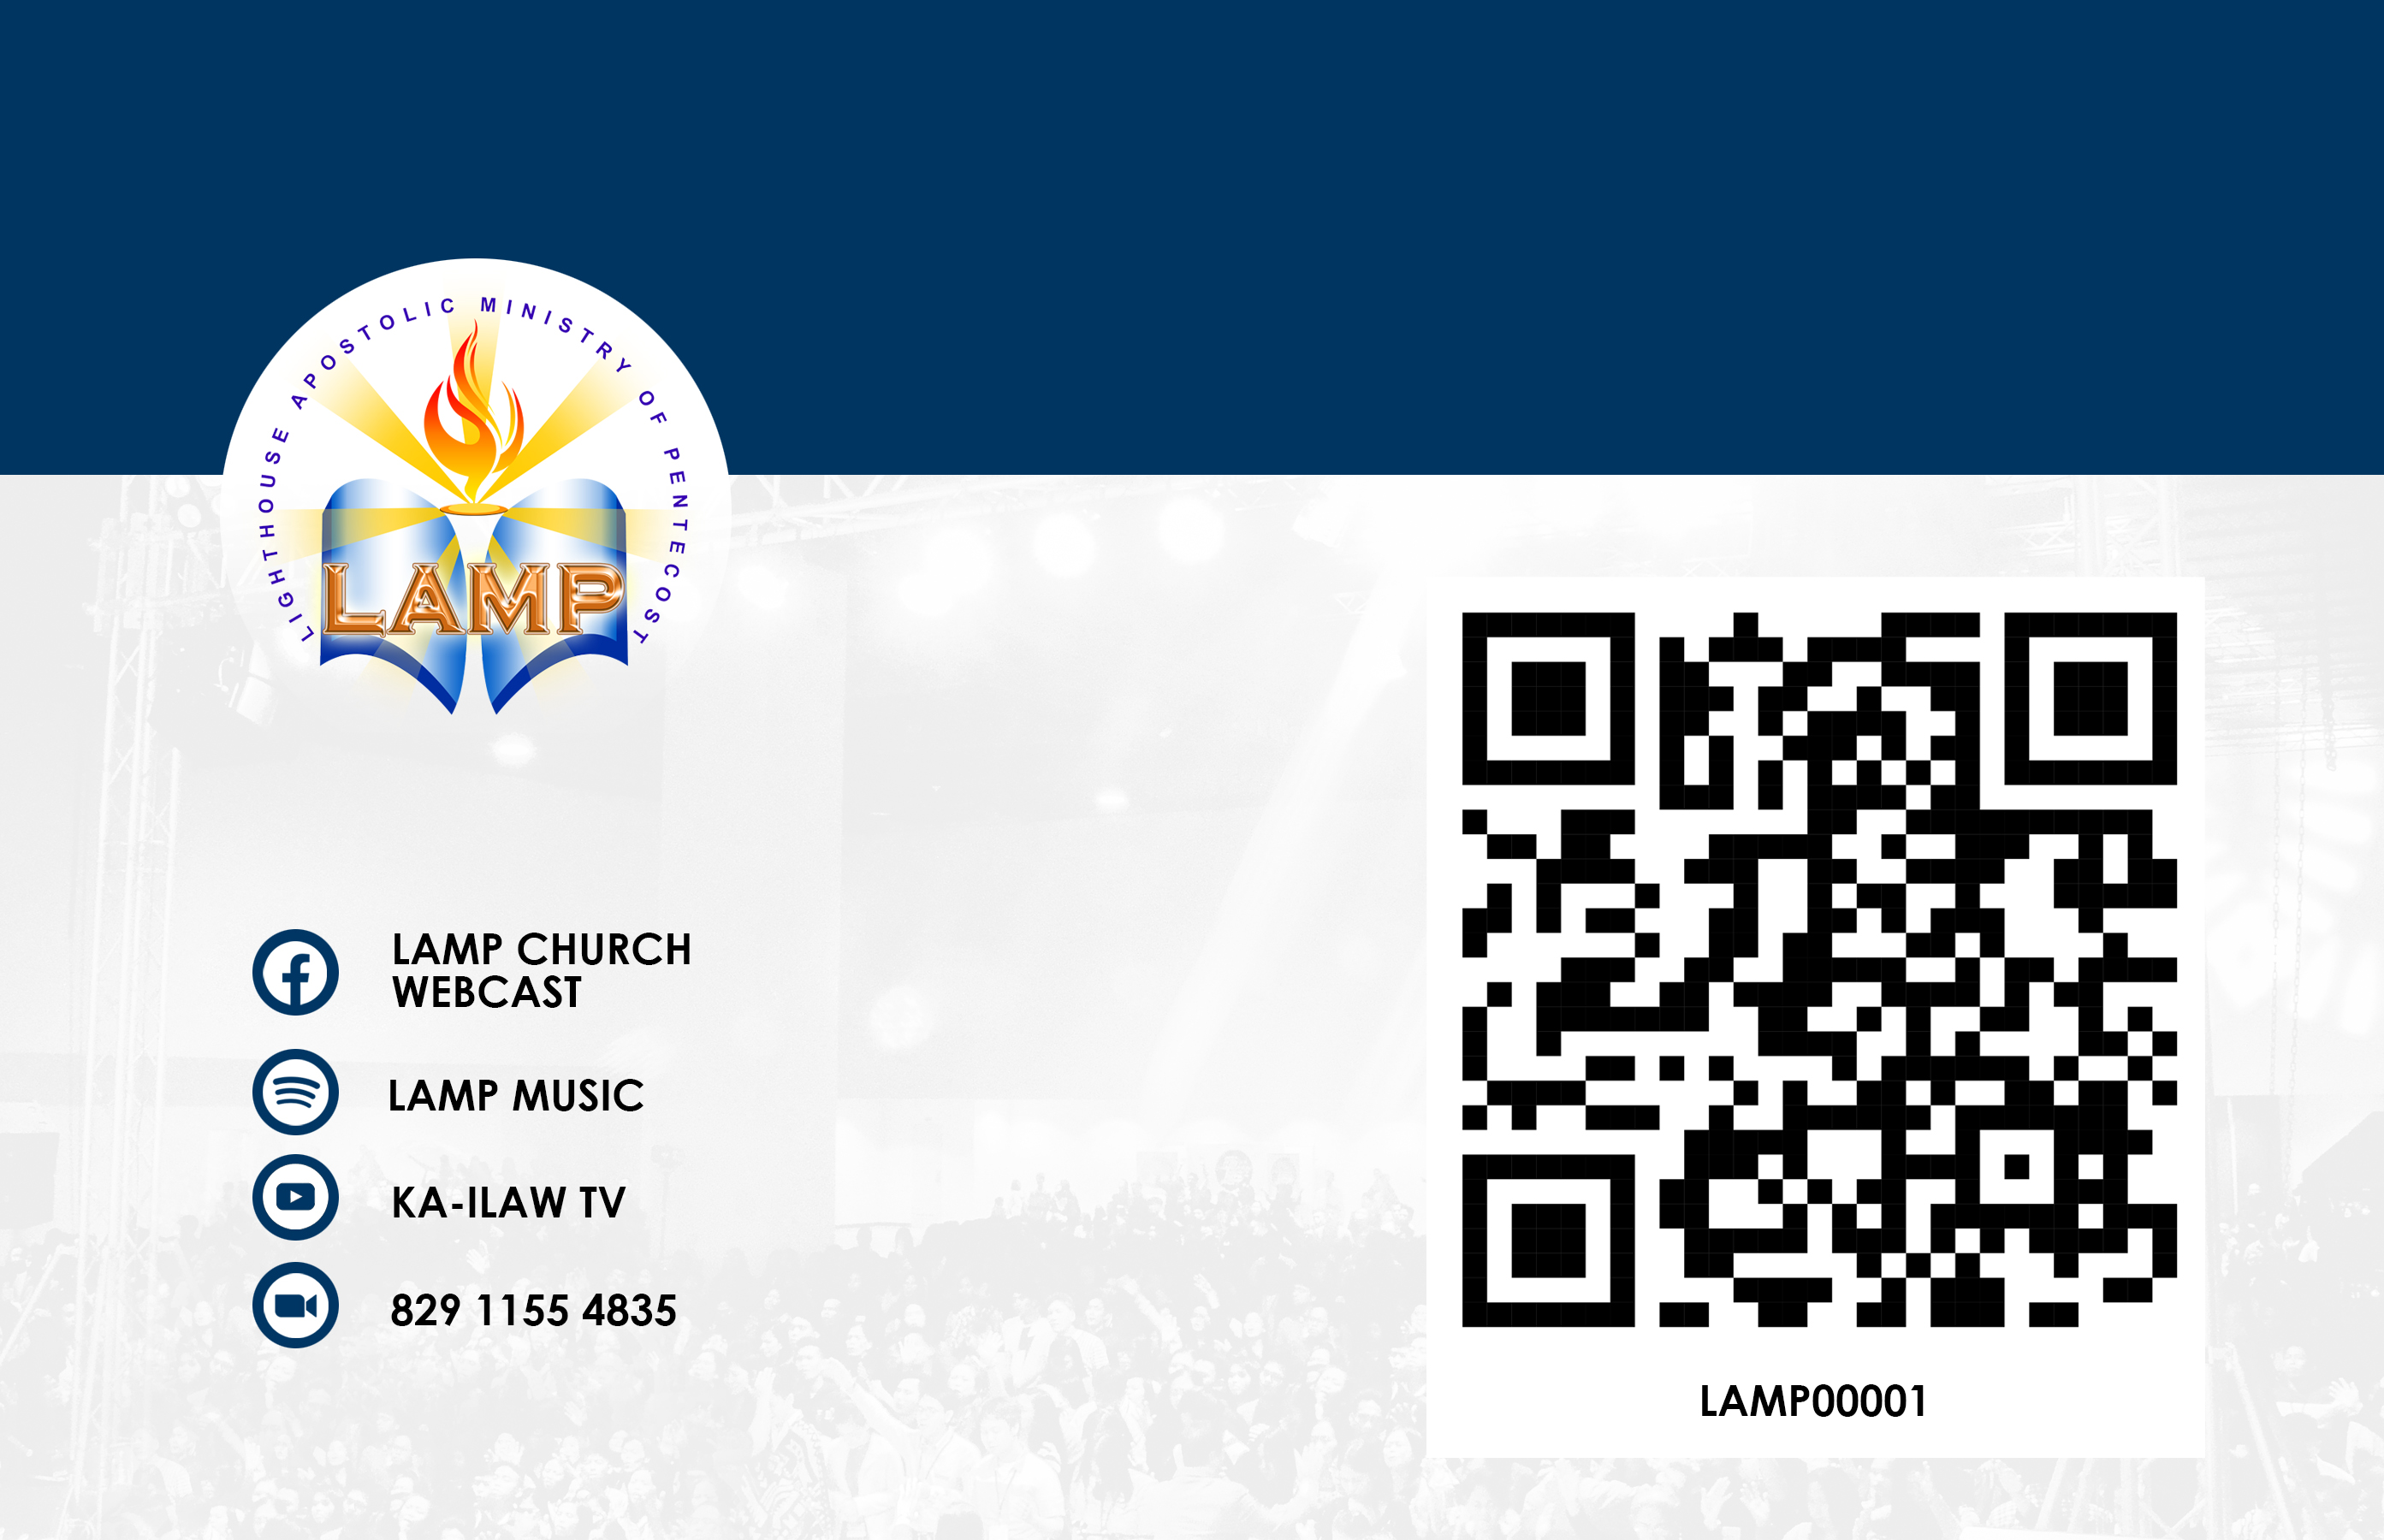 LIGHTHOUSE APOSTOLIC MINISTRY OF PENTECOST
LAMP
LAMP CHURCH
WEBCAST
LAMP MUSIC
KA-ILAW TV
829 1155 4835
LAMP00001